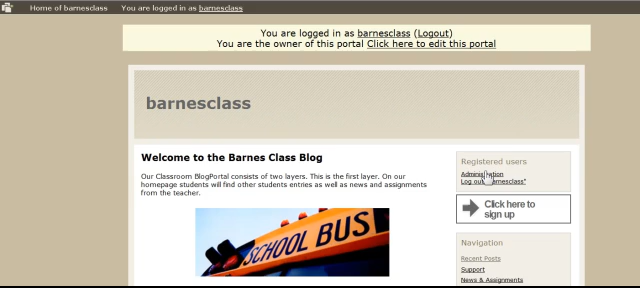 Home of barnesclass You are logged in as barnesclass
You are logged in as barnesclass (Logout)
You are the owner of this portal Click here to edit this portal
barnesclass
Welcome to the Barnes Class Blog
Our Classroom BlogPortal consists of two layers. This is the first layer. On our
homepage students will find other students entries as well as news and assignments
from the teacher.
SCHOOL BUS
Registered users
Administration
Log out
Click here to
sign up
Navigation
Recent Posts
Support
News & Assignments